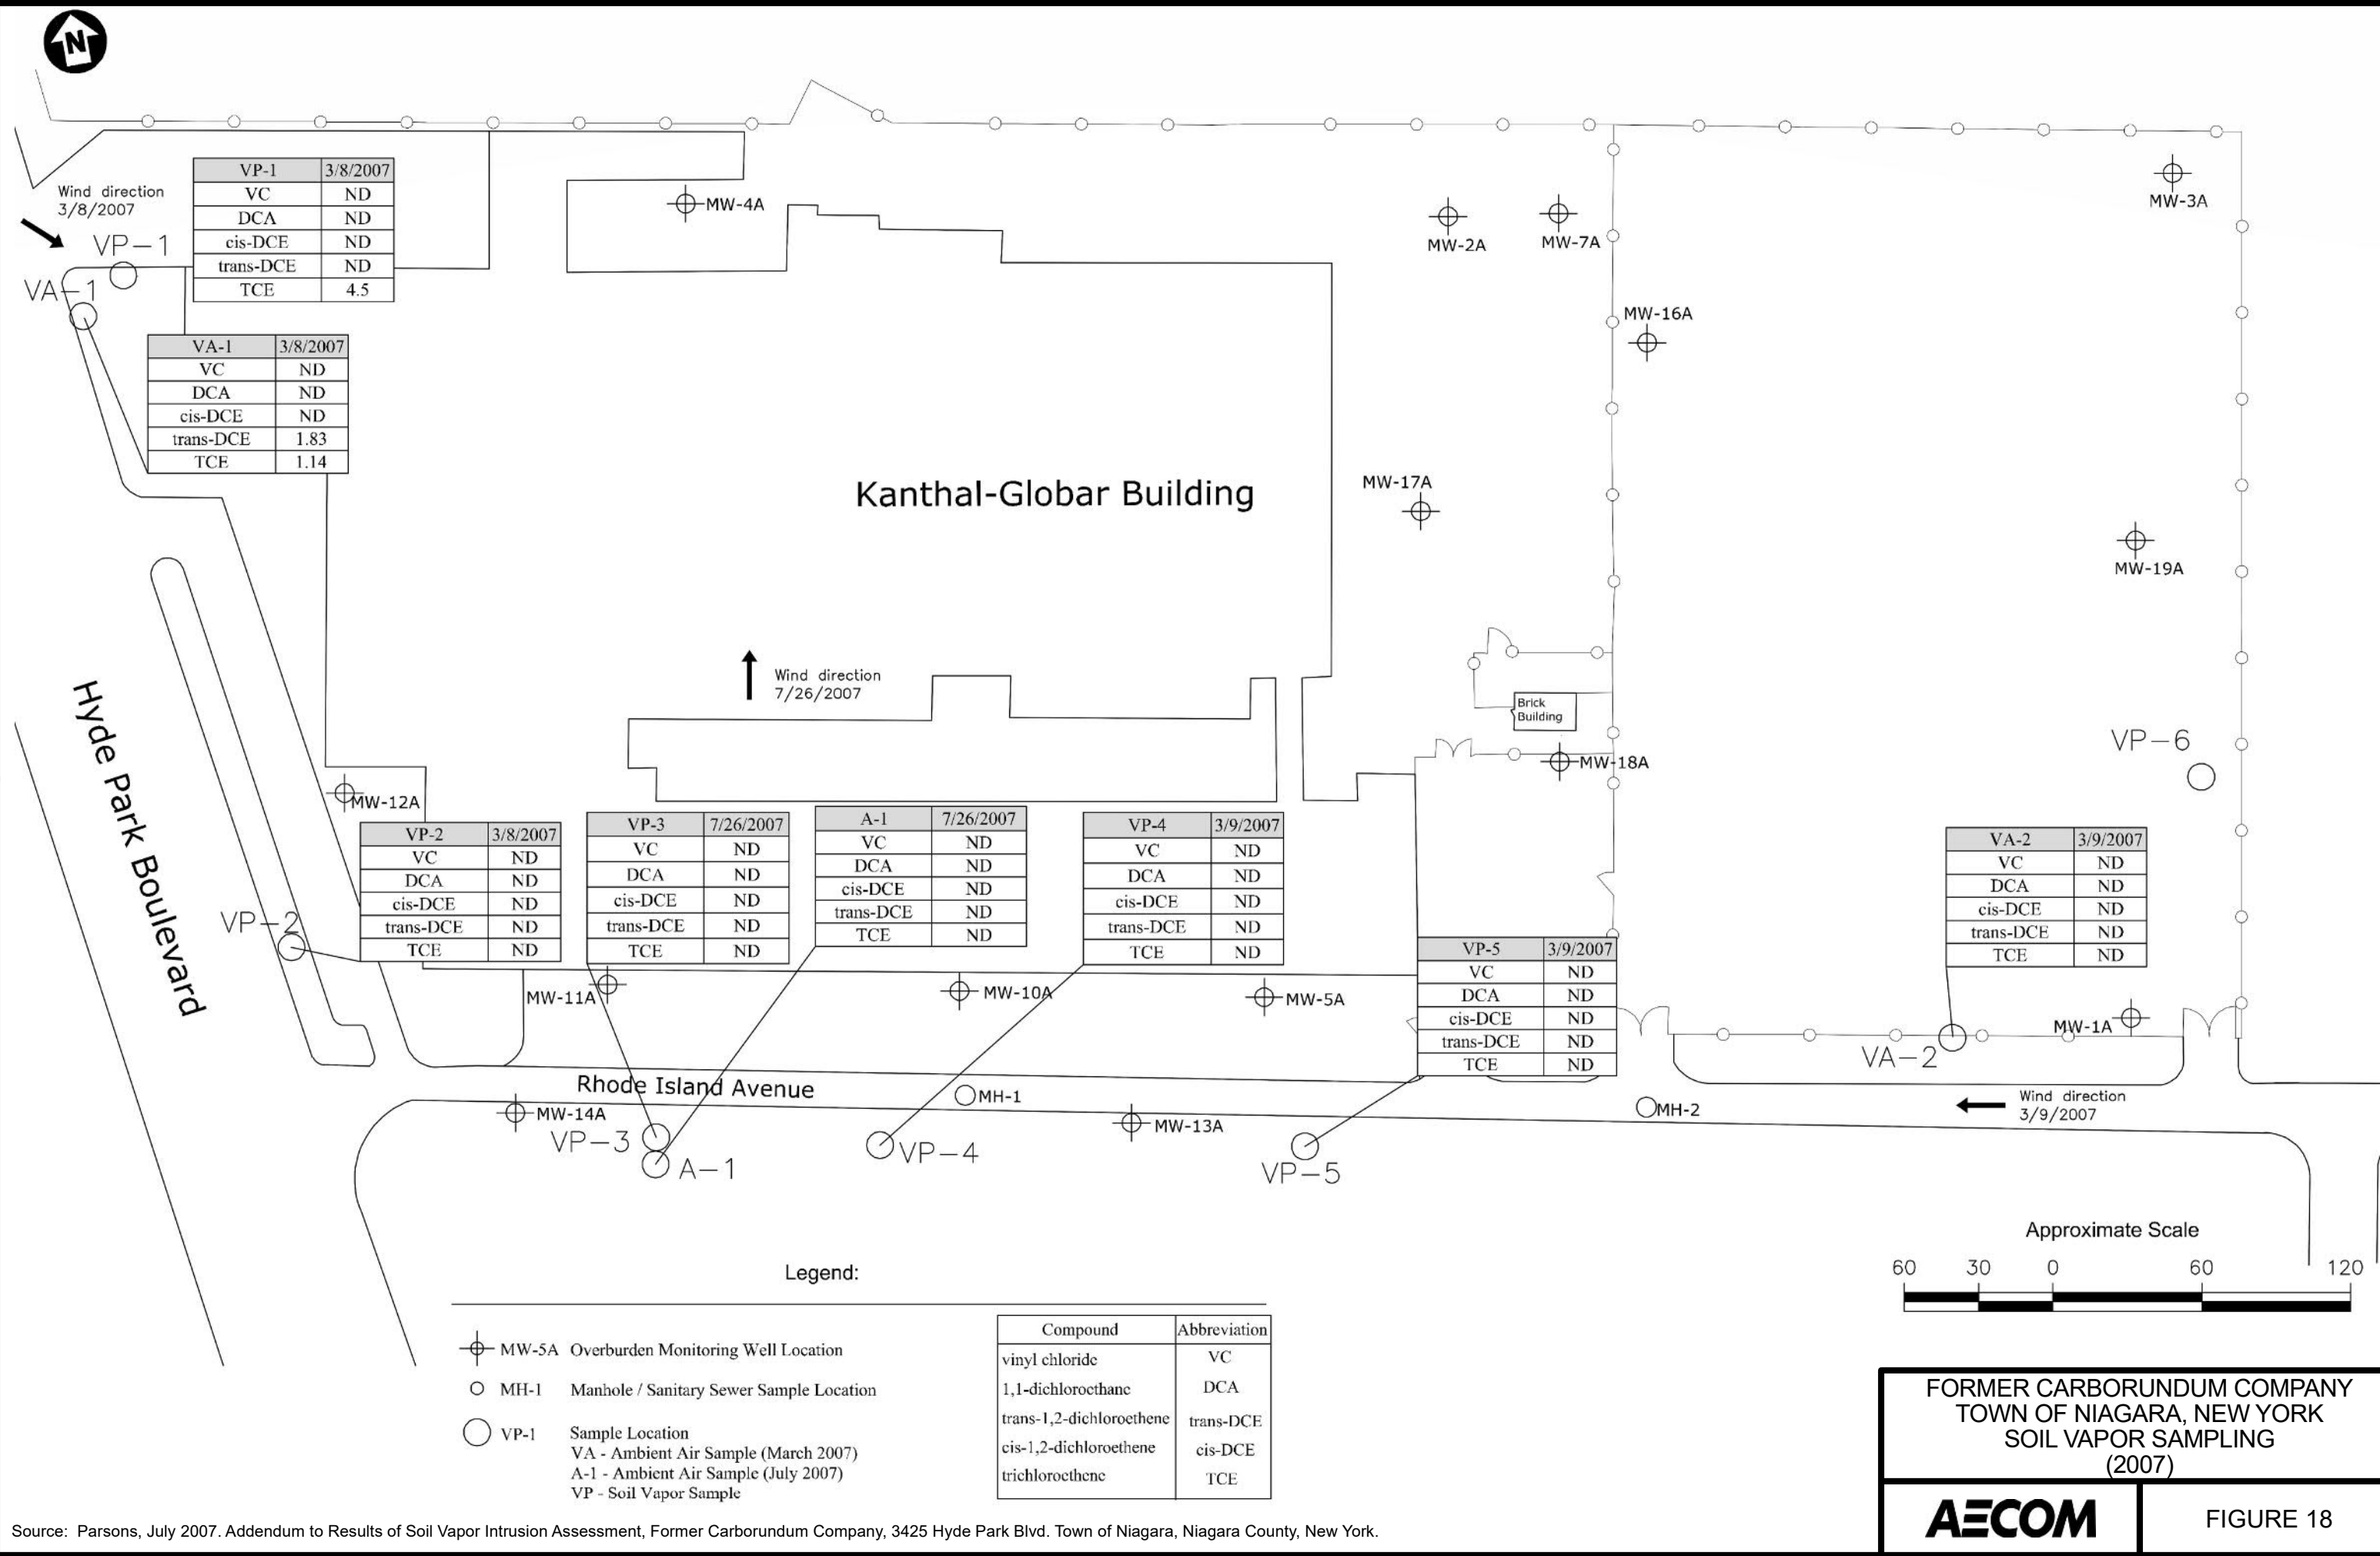 N
Wind direction
3/8/2007
VP-1
VA-1
VP-1 3/8/2007
VC ND
DCA ND
cis-DCE ND
trans-DCE ND
TCE 4.5
VA-1 3/8/2007
VC ND
DCA ND
cis-DCE ND
trans-DCE 1.83
TCE 1.14
MW-4A
MW-2A
MW-7A
MW-3A
MW-16A
Kanthal-Globar Building
MW-17A
MW-19A
Wind direction
7/26/2007
Brick
Building
MW-18A
VP-6
Hyde Park Boulevard
MW-12A
VP-2
VP-2 3/8/2007
VC ND
DCA ND
cis-DCE ND
trans-DCE ND
TCE ND
VP-3 7/26/2007
VC ND
DCA ND
cis-DCE ND
trans-DCE ND
TCE ND
A-1 7/26/2007
VC ND
DCA ND
cis-DCE ND
trans-DCE ND
TCE ND
VP-4 3/9/2007
VC ND
DCA ND
cis-DCE ND
trans-DCE ND
TCE ND
VP-5 3/9/2007
VC ND
DCA ND
cis-DCE ND
trans-DCE ND
TCE ND
VA-2 3/9/2007
VC ND
DCA ND
cis-DCE ND
trans-DCE ND
TCE ND
MW-11A
MW-10A
MW-5A
MW-1A
VA-2
Rhode Island Avenue
MH-1
MH-2
Wind direction
3/9/2007
MW-14A
MW-13A
VP-3
A-1
VP-4
VP-5
Approximate Scale
60 30 0 60 120
Legend:
MW-5A Overburden Monitoring Well Location
MH-1 Manhole / Sanitary Sewer Sample Location
VP-1 Sample Location
VA - Ambient Air Sample (March 2007)
A-1 - Ambient Air Sample (July 2007)
VP - Soil Vapor Sample
Compound Abbreviation
vinyl chloride VC
1,1-dichloroethane DCA
trans-1,2-dichloroethene trans-DCE
cis-1,2-dichloroethene cis-DCE
trichloroethene TCE
FORMER CARBORUNDUM COMPANY
TOWN OF NIAGARA, NEW YORK
SOIL VAPOR SAMPLING
(2007)
AECOM
FIGURE 18
Source: Parsons, July 2007. Addendum to Results of Soil Vapor Intrusion Assessment, Former Carborundum Company, 3425 Hyde Park Blvd. Town of Niagara, Niagara County, New York.